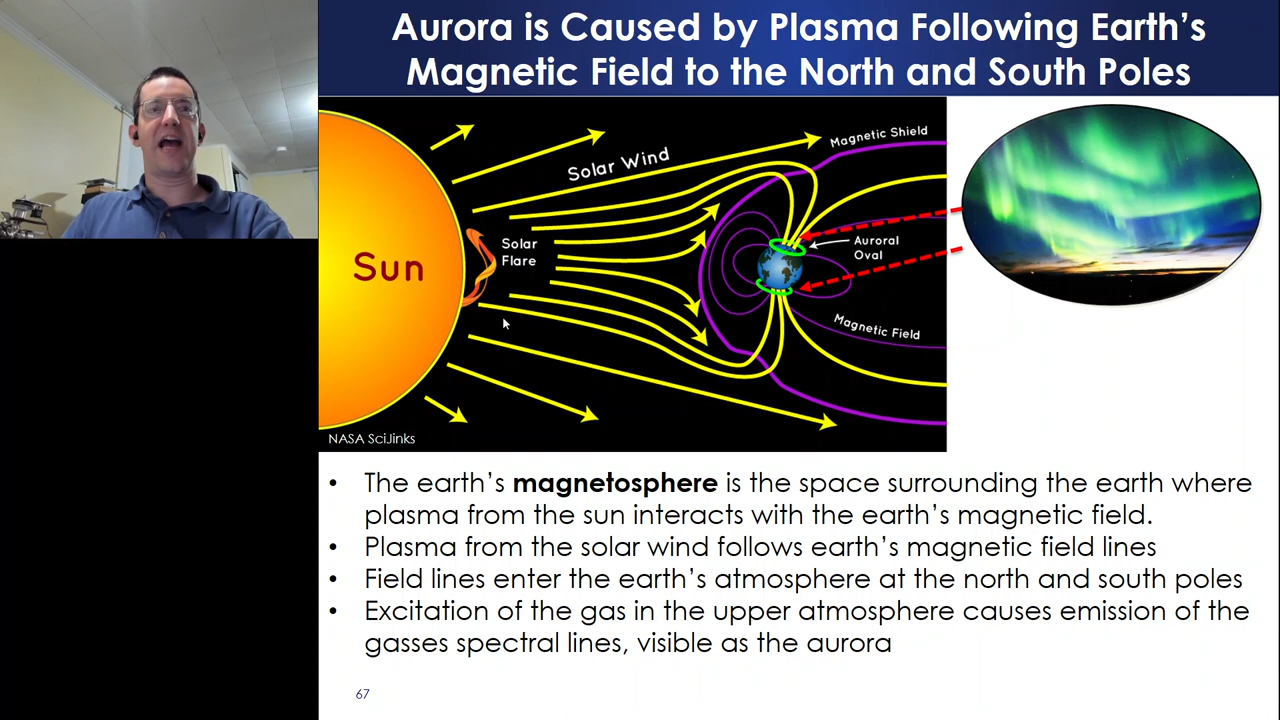 Aurora is Caused by Plasma Following Earth's
Magnetic Field to the North and South Poles
Solar Wind
Magnetic Shield
Solar
Flare
Sun
Auroral
Oval
Magnetic Field
NASA SciJinks
• The earth's magnetosphere is the space surrounding the earth where
plasma from the sun interacts with the earth's magnetic field.
• Plasma from the solar wind follows earth's magnetic field lines
• Field lines enter the earth's atmosphere at the north and south poles
• Excitation of the gas in the upper atmosphere causes emission of the
gasses spectral lines, visible as the aurora
67